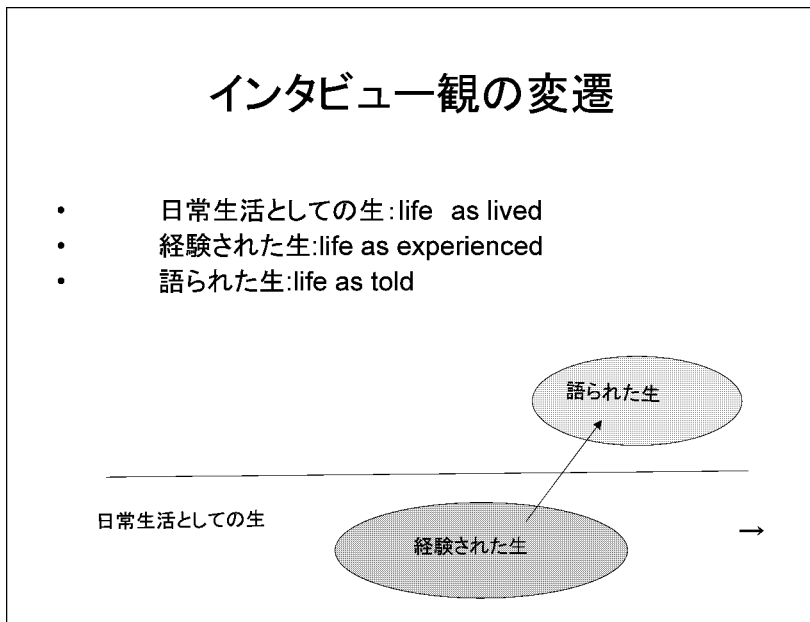 インタビュー観の変遷
• 日常生活としての生:life as lived
• 経験された生:life as experienced
• 語られた生:life as told
語られた生
日常生活としての生
経験された生
→